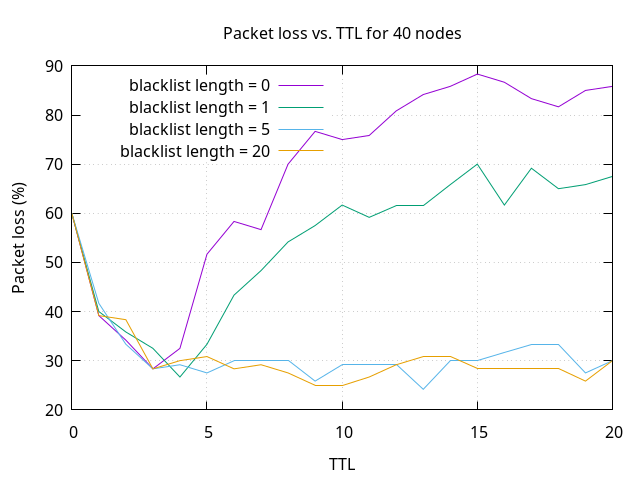 Packet loss vs. TTL for 40 nodes
90
80
70
60
50
40
30
20
Packet loss (%)
blacklist length = 0
blacklist length = 1
blacklist length = 5
blacklist length = 20
0 5 10 15 20
TTL